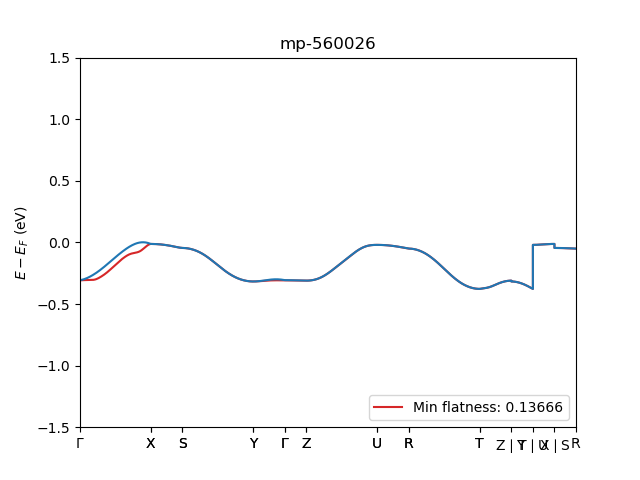 mp-560026
1.5
1.0
0.5
0.0
−0.5
−1.0
−1.5
E − E_F (eV)
Min flatness: 0.13666
Γ X S Y Γ Z U R T Z | Y T | U X | S R